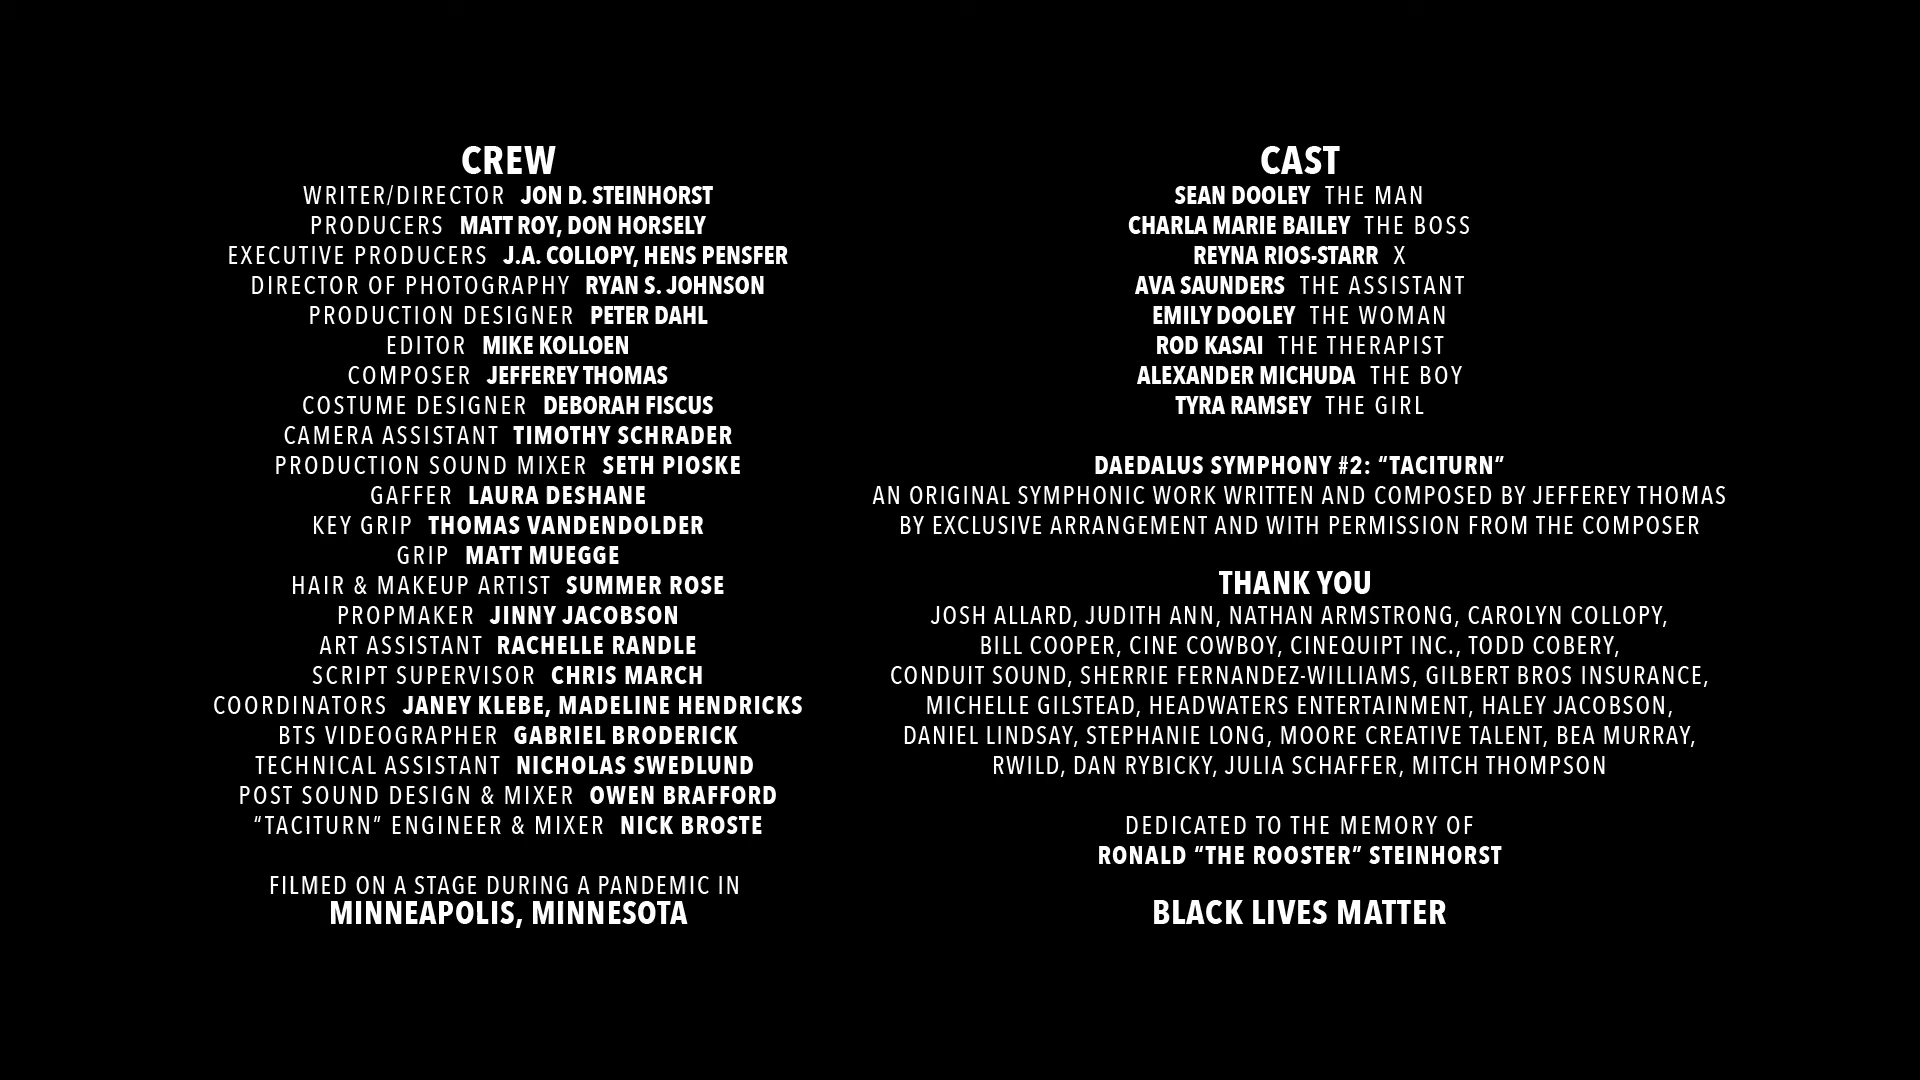 CREW
WRITER/DIRECTOR JON D. STEINHORST
PRODUCERS MATT ROY, DON HORSELY
EXECUTIVE PRODUCERS J.A. COLLOPY, HENS PENSFER
DIRECTOR OF PHOTOGRAPHY RYAN S. JOHNSON
PRODUCTION DESIGNER PETER DAHL
EDITOR MIKE KOLLOEN
COMPOSER JEFFEREY THOMAS
COSTUME DESIGNER DEBORAH FISCUS
CAMERA ASSISTANT TIMOTHY SCHRADER
PRODUCTION SOUND MIXER SETH PIOSKE
GAFFER LAURA DESHANE
KEY GRIP THOMAS VANDENDOLDER
GRIP MATT MUEGGE
HAIR & MAKEUP ARTIST SUMMER ROSE
PROPMAKER JINNY JACOBSON
ART ASSISTANT RACHELLE RANDLE
SCRIPT SUPERVISOR CHRIS MARCH
COORDINATORS JANEY KLEBE, MADELINE HENDRICKS
BTS VIDEOGRAPHER GABRIEL BRODERICK
TECHNICAL ASSISTANT NICHOLAS SWEDLUND
POST SOUND DESIGN & MIXER OWEN BRAFFORD
“TACITURN” ENGINEER & MIXER NICK BROSTE
FILMED ON A STAGE DURING A PANDEMIC IN
MINNEAPOLIS, MINNESOTA
CAST
SEAN DOOLEY THE MAN
CHARLA MARIE BAILEY THE BOSS
REYNA RIOS-STARR X
AVA SAUNDERS THE ASSISTANT
EMILY DOOLEY THE WOMAN
ROD KASAI THE THERAPIST
ALEXANDER MICHUDA THE BOY
TYRA RAMSEY THE GIRL
DAEDALUS SYMPHONY #2: “TACITURN”
AN ORIGINAL SYMPHONIC WORK WRITTEN AND COMPOSED BY JEFFEREY THOMAS
BY EXCLUSIVE ARRANGEMENT AND WITH PERMISSION FROM THE COMPOSER
THANK YOU
JOSH ALLARD, JUDITH ANN, NATHAN ARMSTRONG, CAROLYN COLLOPY,
BILL COOPER, CINE COWBOY, CINEQUIPT INC., TODD COBERY,
CONDUIT SOUND, SHERRIE FERNANDEZ-WILLIAMS, GILBERT BROS INSURANCE,
MICHELLE GILSTEAD, HEADWATERS ENTERTAINMENT, HALEY JACOBSON,
DANIEL LINDSAY, STEPHANIE LONG, MOORE CREATIVE TALENT, BEA MURRAY,
RWILD, DAN RYBICKY, JULIA SCHAFFER, MITCH THOMPSON
DEDICATED TO THE MEMORY OF
RONALD “THE ROOSTER” STEINHORST
BLACK LIVES MATTER